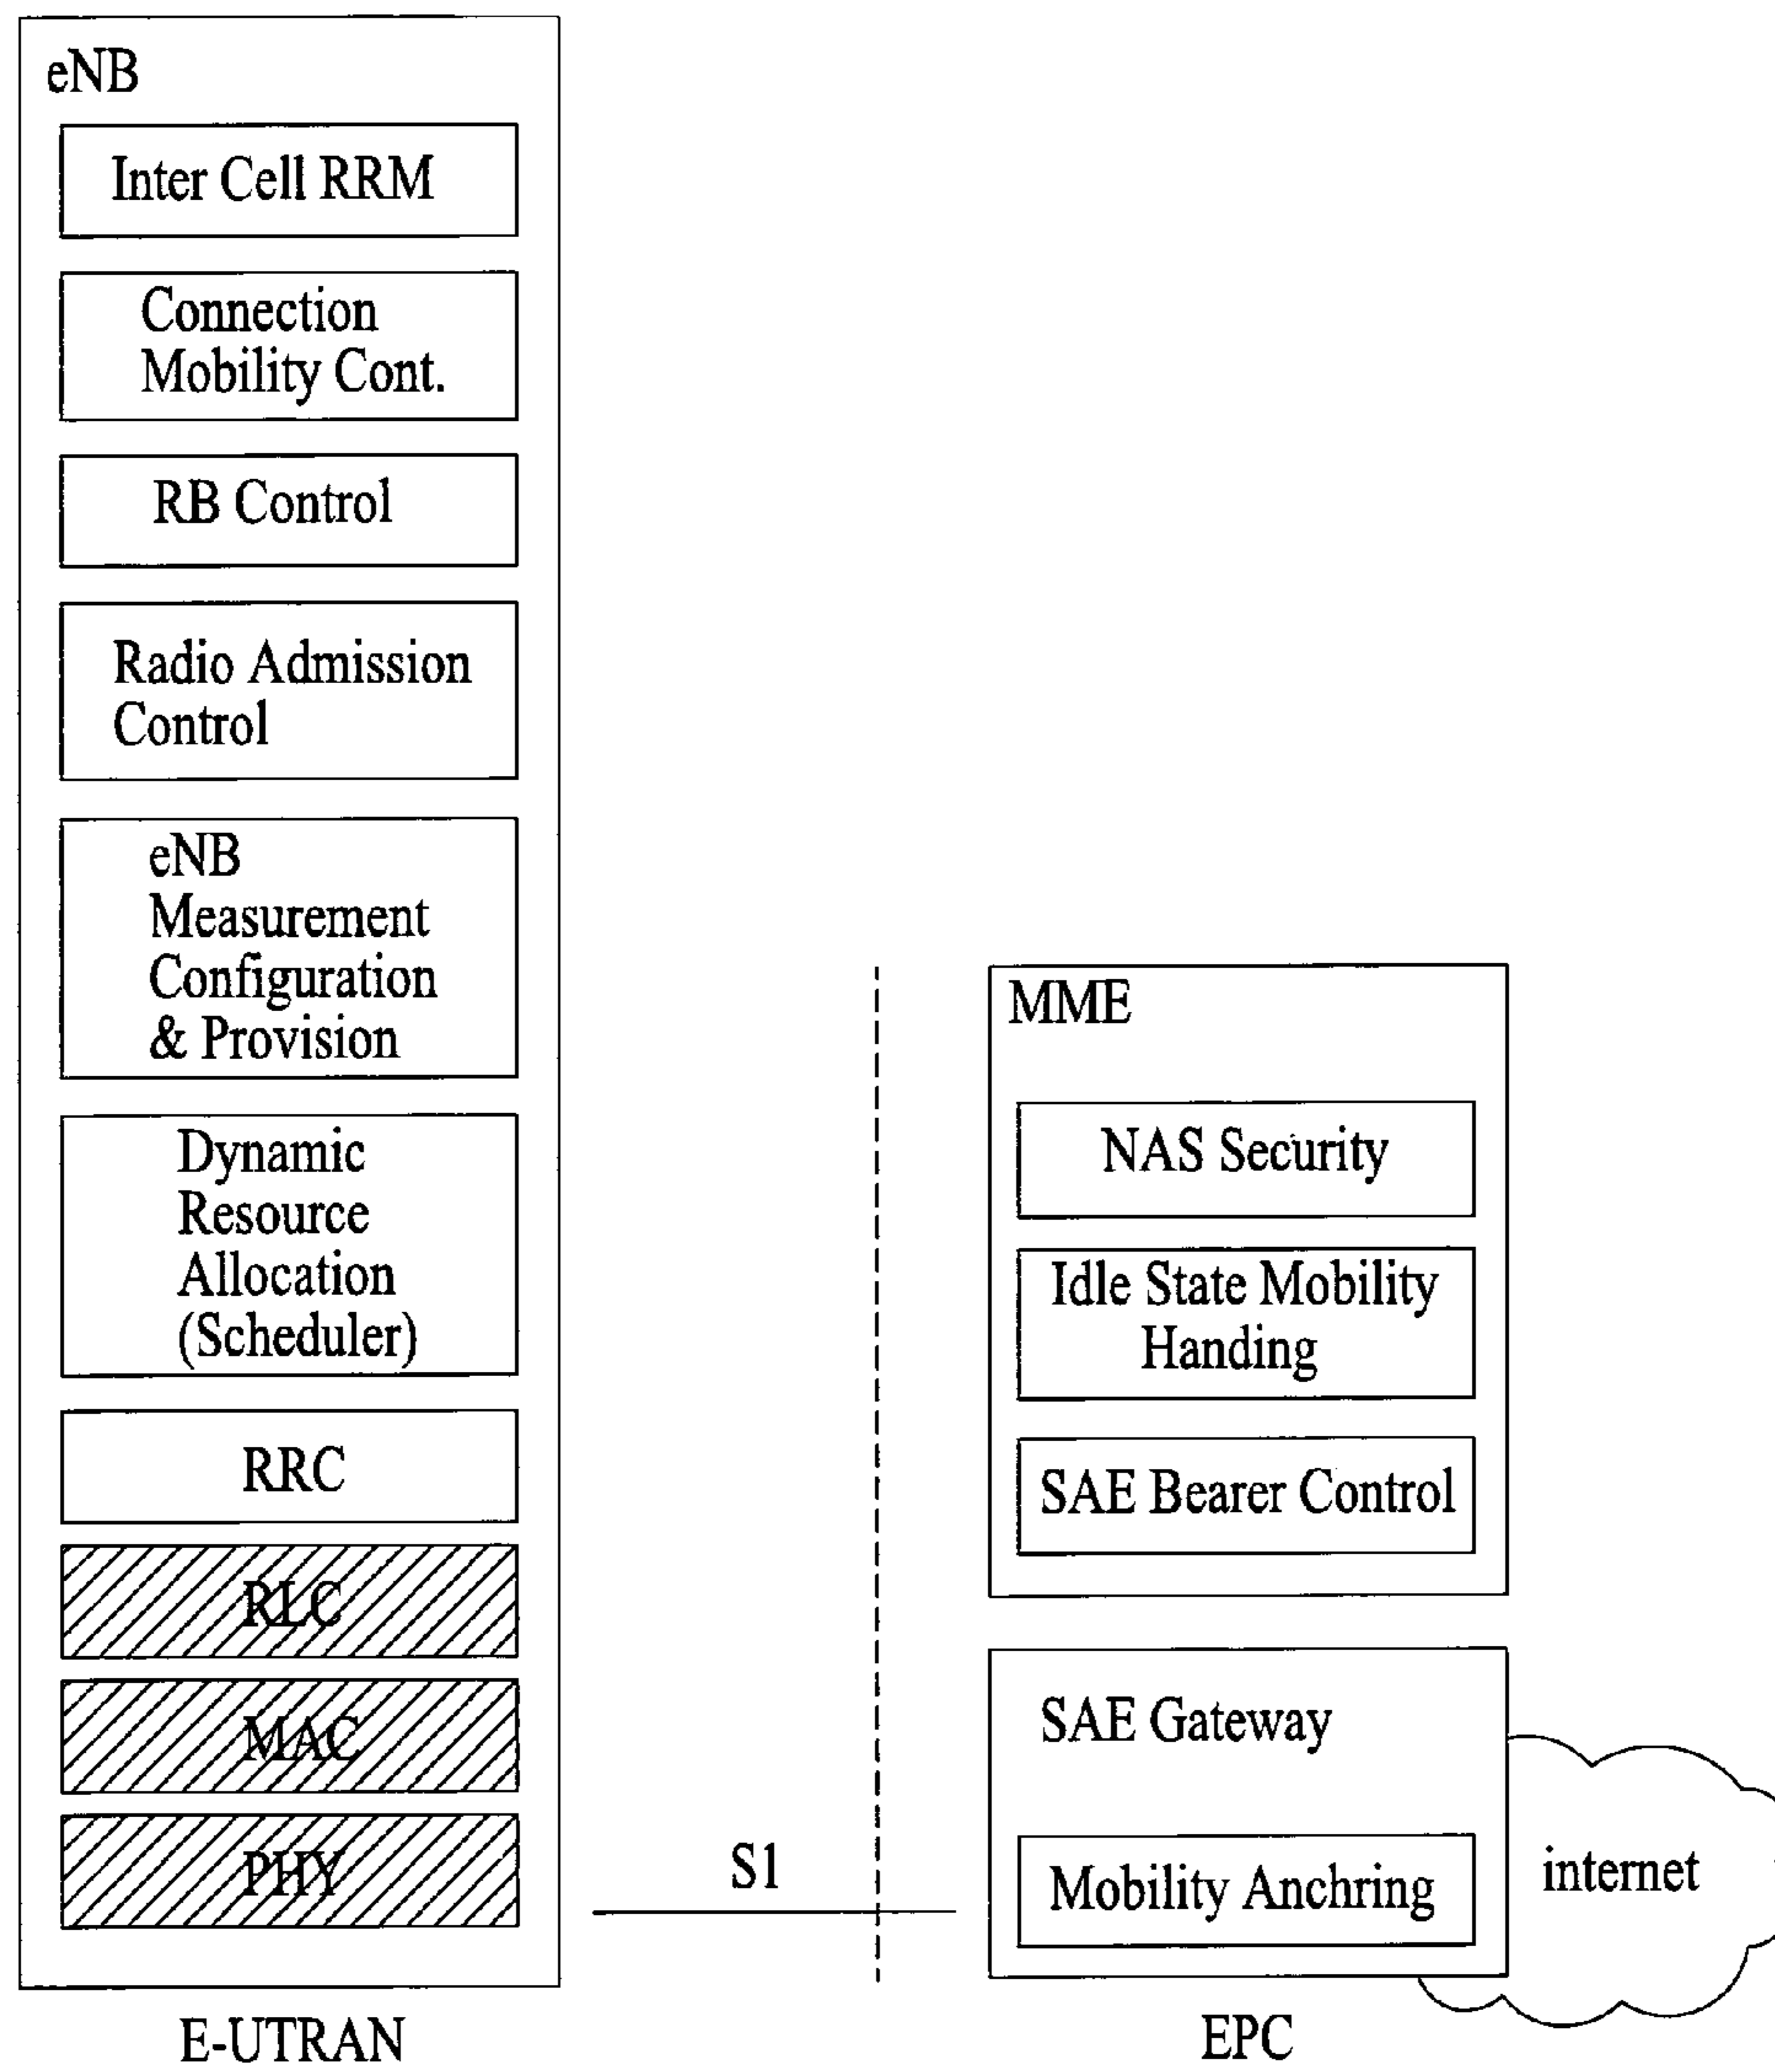 eNB
Inter Cell RRM
Connection
Mobility Cont.
RB Control
Radio Admission
Control
eNB
Measurement
Configuration
& Provision
Dynamic
Resource
Allocation
(Scheduler)
RRC
RLC
MAC
PHY
E-UTRAN
S1
MME
NAS Security
Idle State Mobility
Handing
SAE Bearer Control
SAE Gateway
Mobility Anchring
internet
EPC